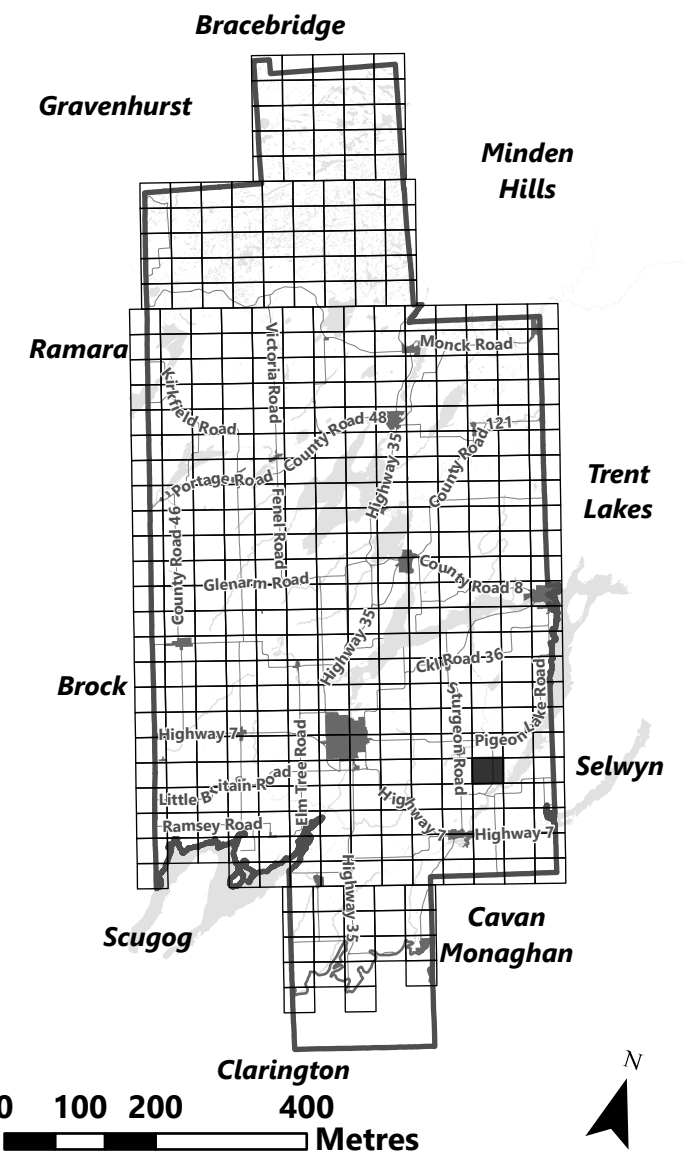 Bracebridge
Gravenhurst
Minden
Hills
Ramara
Monck Road
Victoria Road
Kirkfield Road
County Road 48
County Road 121
Highway 35
Portage Road
Trent
Lakes
Fenel Road
County Road 46
Glenarm Road
County Road 8
Highway 35
Ckl Road 36
Brock
Sturgeon Road
Pigeon Lake Road
Highway 7
Elm Tree Road
Selwyn
Little Britain Road
Highway 7
Ramsey Road
Highway 7
Highway 35
Scugog
Cavan
Monaghan
Clarington
N
0 100 200 400
Metres